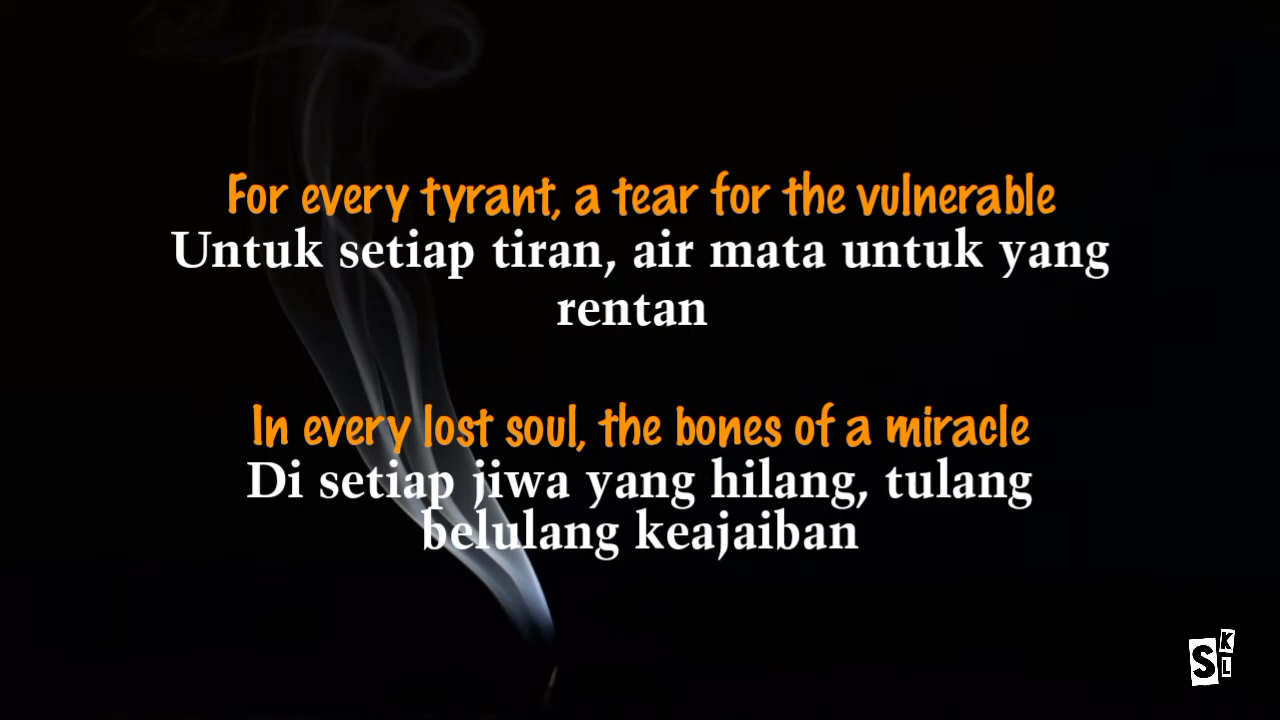 For every tyrant, a tear for the vulnerable
Untuk setiap tiran, air mata untuk yang
rentan
In every lost soul, the bones of a miracle
Di setiap jiwa yang hilang, tulang
belulang keajaiban
SKL